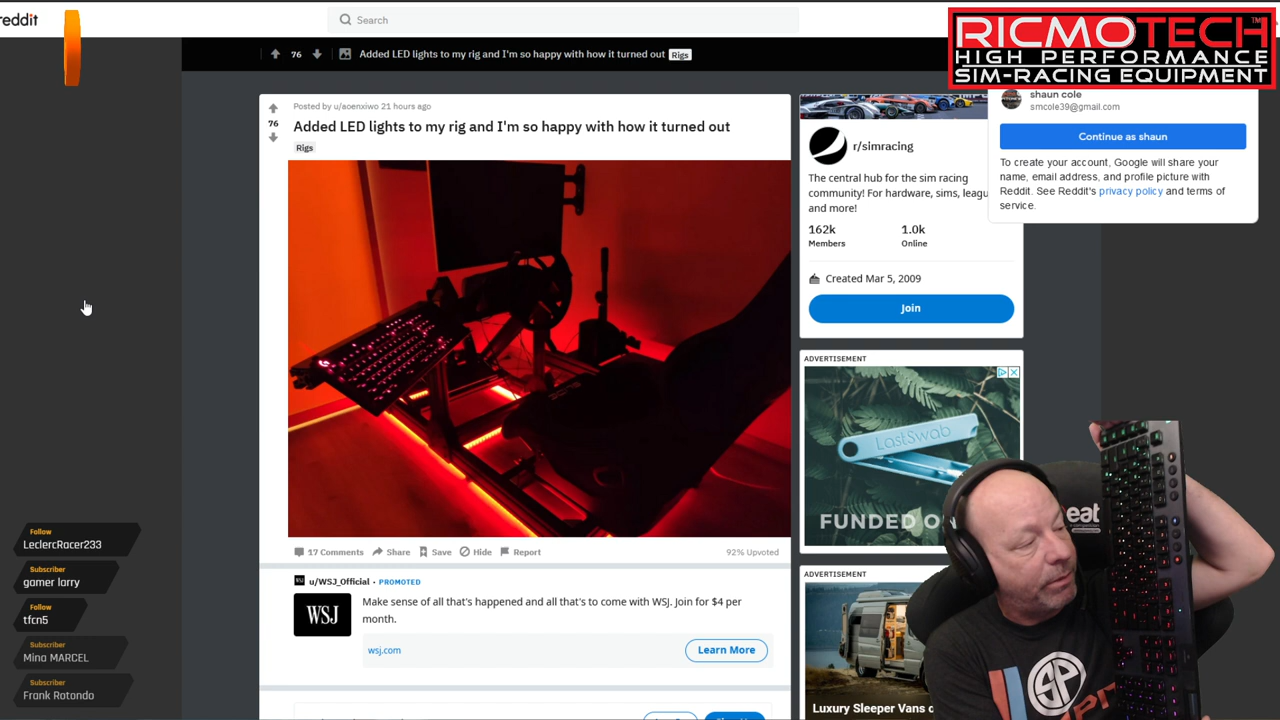 reddit
Search
RICMOTECH
HIGH PERFORMANCE
SIM-RACING EQUIPMENT
76
Added LED lights to my rig and I'm so happy with how it turned out Rigs
shaun cole
smcole39@gmail.com
Continue as shaun
To create your account, Google will share your
name, email address, and profile picture with
Reddit. See Reddit's privacy policy and terms of
service.
Posted by u/aoenxiwo 21 hours ago
76
Added LED lights to my rig and I'm so happy with how it turned out
Rigs
r/simracing
The central hub for the sim racing
community! For hardware, sims, leagu
and more!
162k
1.0k
Members
Online
Created Mar 5, 2009
Join
ADVERTISEMENT
LastSwab
FUNDED O
eat
17 Comments
Share
Save
Hide
Report
92% Upvoted
ADVERTISEMENT
Luxury Sleeper Vans
WSJ
u/WSJ_Official • PROMOTED
WSJ
Make sense of all that's happened and all that's to come with WSJ. Join for $4 per
month.
wsj.com
Learn More
Follow
LeclercRacer233
Subscriber
gamer larry
Follow
tfcn5
Subscriber
Mina MARCEL
Subscriber
Frank Rotondo